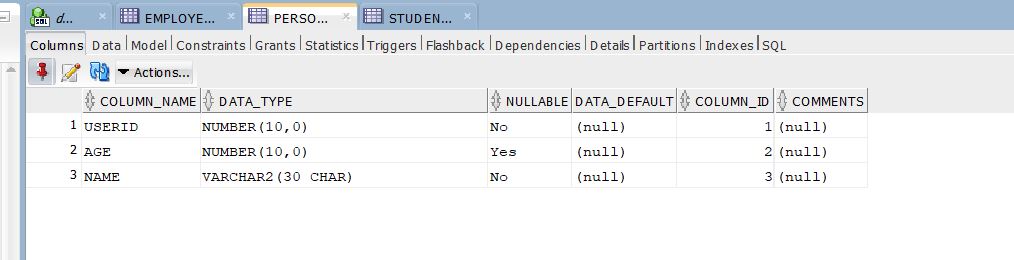 d... EMPLOYE... PERSO... STUDEN...
Columns Data Model Constraints Grants Statistics Triggers Flashback Dependencies Details Partitions Indexes SQL
Actions...
COLUMN_NAME DATA_TYPE NULLABLE DATA_DEFAULT COLUMN_ID COMMENTS
1 USERID NUMBER(10,0) No (null) 1 (null)
2 AGE NUMBER(10,0) Yes (null) 2 (null)
3 NAME VARCHAR2(30 CHAR) No (null) 3 (null)